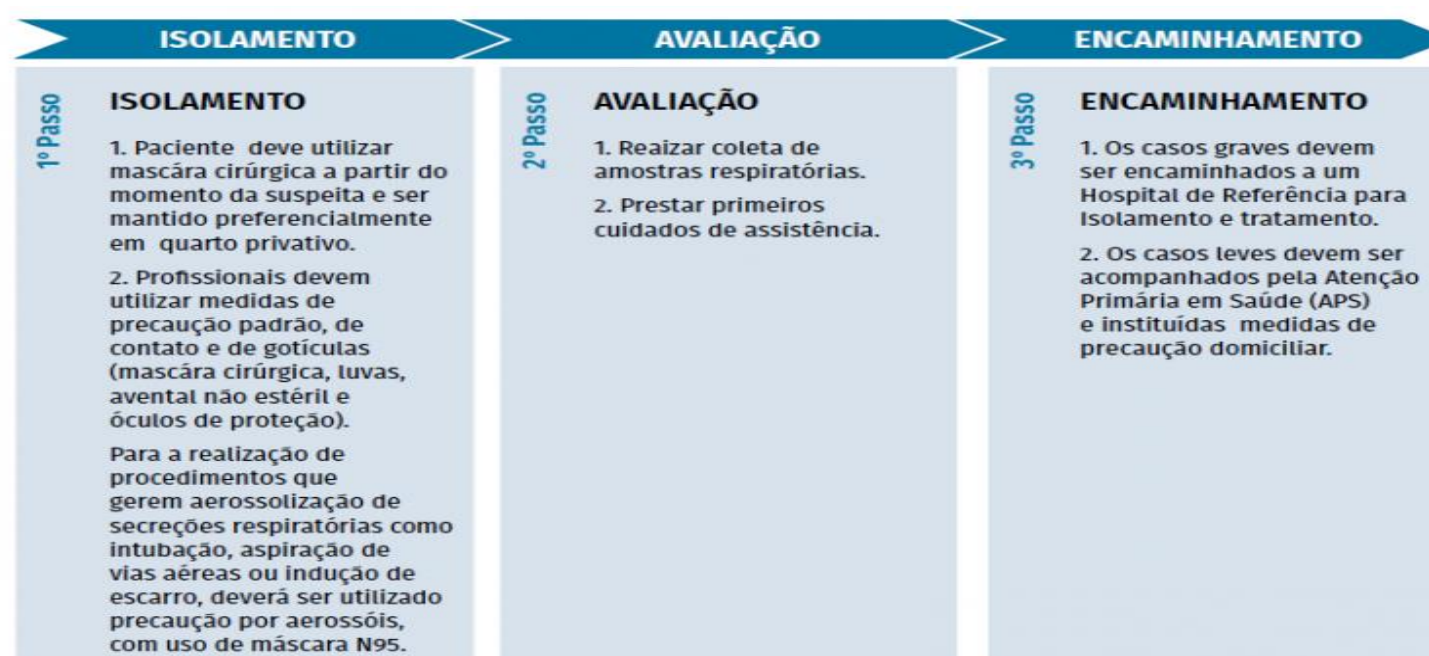 ISOLAMENTO
AVALIAÇÃO
ENCAMINHAMENTO
1º Passo
ISOLAMENTO
1. Paciente deve utilizar
mascára cirúrgica a partir do
momento da suspeita e ser
mantido preferencialmente
em quarto privativo.
2. Profissionais devem
utilizar medidas de
precaução padrão, de
contato e de gotículas
(mascára cirúrgica, luvas,
avental não estéril e
óculos de proteção).
Para a realização de
procedimentos que
gerem aerossolização de
secreções respiratórias como
intubação, aspiração de
vias aéreas ou indução de
escarro, deverá ser utilizado
precaução por aerossóis,
com uso de máscara N95.
2º Passo
AVALIAÇÃO
1. Reaizar coleta de
amostras respiratórias.
2. Prestar primeiros
cuidados de assistência.
3º Passo
ENCAMINHAMENTO
1. Os casos graves devem
ser encaminhados a um
Hospital de Referência para
Isolamento e tratamento.
2. Os casos leves devem ser
acompanhados pela Atenção
Primária em Saúde (APS)
e instituídas medidas de
precaução domiciliar.